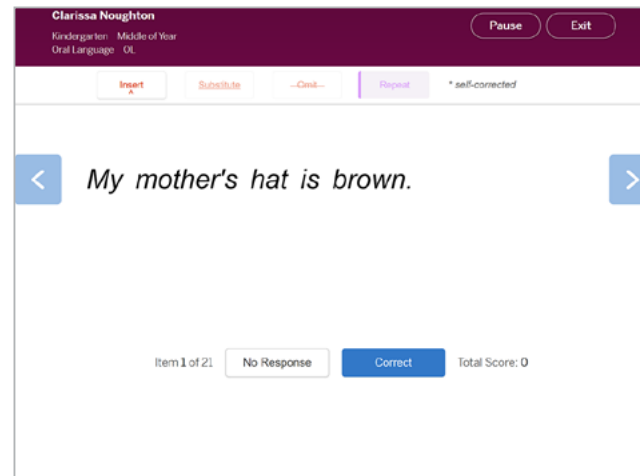 Clarissa Noughton
Pause
Exit
Kindergarten Middle of Year
Oral Language OL
Insert
Substitute
Omit
Repeat
* self-corrected
My mother's hat is brown.
Item 1 of 21
No Response
Correct
Total Score: 0